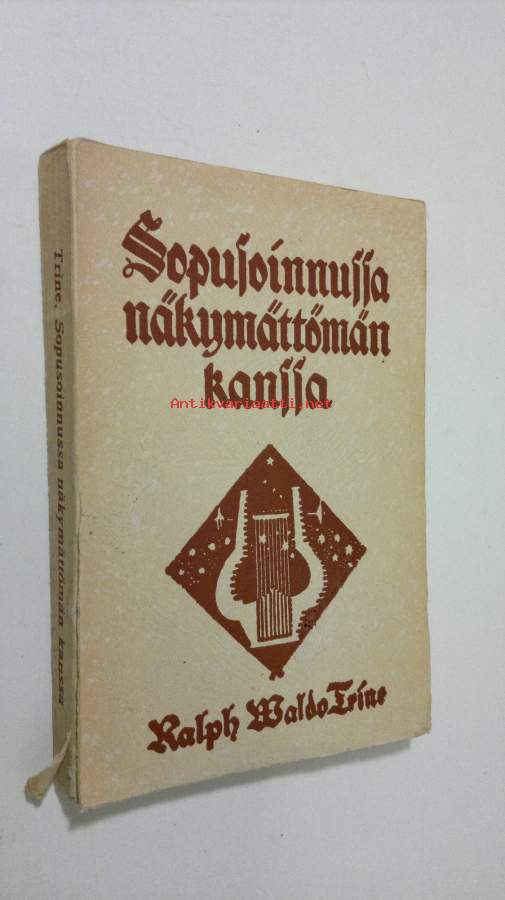 Sopusoinnussa
näkymättömän
kanssa
Antikvariaatti.net
Ralph Waldo Trine
Trine, Sopusoinnussa näkymättömän kanssa